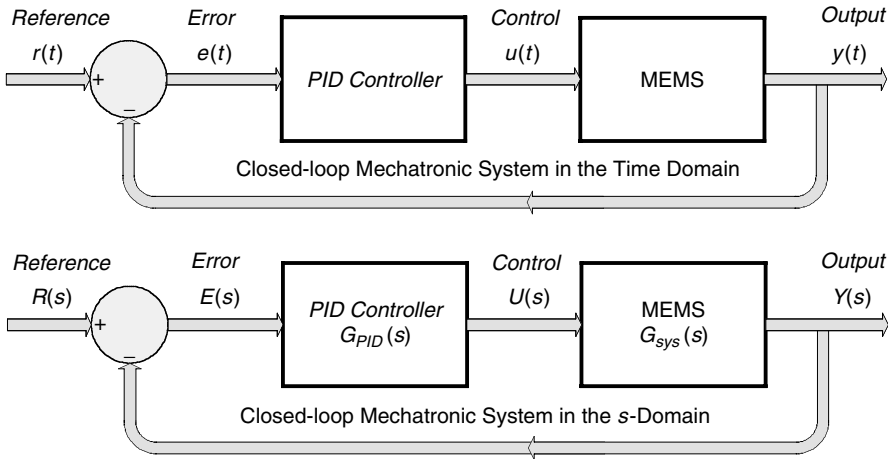 Reference Error Control Output
r(t) e(t) PID Controller u(t) MEMS y(t)
+
−
Closed-loop Mechatronic System in the Time Domain
Reference Error Control Output
R(s) E(s) PID Controller U(s) MEMS Y(s)
+ G_PID(s) G_sys(s)
−
Closed-loop Mechatronic System in the s-Domain